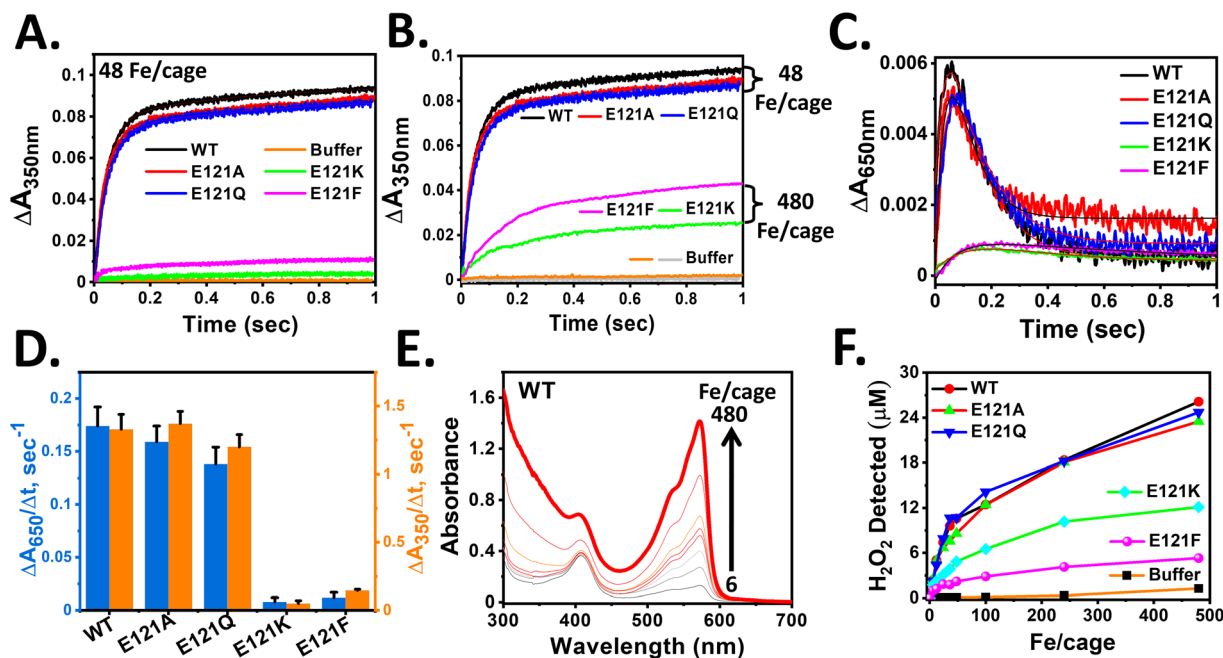 A.
48 Fe/cage
ΔA350nm
0.1
0.08
0.06
0.04
0.02
0
WT
E121A
E121Q
Buffer
E121K
E121F
0 0.2 0.4 0.6 0.8 1
Time (sec)
B.
ΔA350nm
0.1
0.08
0.06
0.04
0.02
0
WT E121A E121Q
48
Fe/cage
E121F E121K
480
Fe/cage
Buffer
0 0.2 0.4 0.6 0.8 1
Time (sec)
C.
ΔA650nm
0.006
0.004
0.002
0
WT
E121A
E121Q
E121K
E121F
0 0.2 0.4 0.6 0.8 1
Time (sec)
D.
ΔA650/Δt, sec-1
0.2
0.15
0.1
0.05
0
1.5
1
0.5
0
ΔA350/Δt, sec-1
WT E121A E121Q E121K E121F
E.
WT
Fe/cage
480
6
Absorbance
1.6
1.2
0.8
0.4
0.0
300 400 500 600 700
Wavelength (nm)
F.
H2O2 Detected (μM)
30
24
18
12
6
0
WT
E121A
E121Q
E121K
E121F
Buffer
0 100 200 300 400 500
Fe/cage